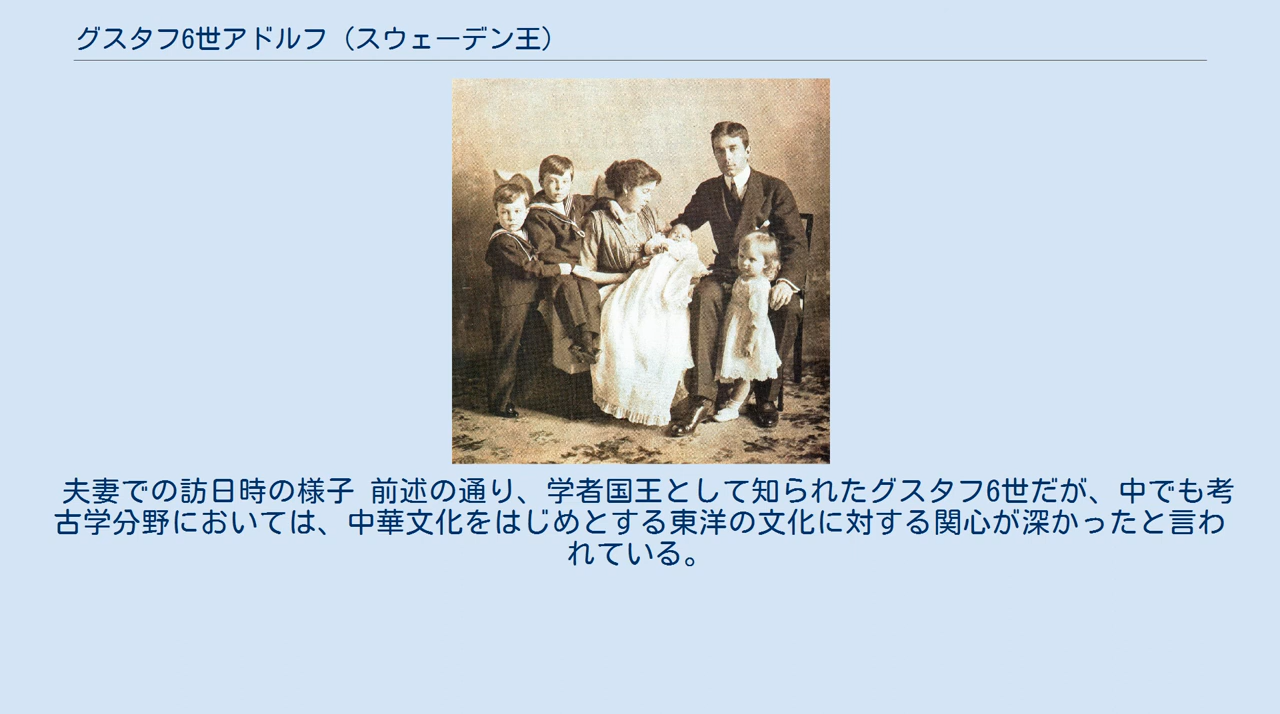 グスタフ6世アドルフ（スウェーデン王）
夫妻での訪日時の様子 前述の通り、学者国王として知られたグスタフ6世だが、中でも考
古学分野においては、中華文化をはじめとする東洋の文化に対する関心が深かったと言わ
れている。